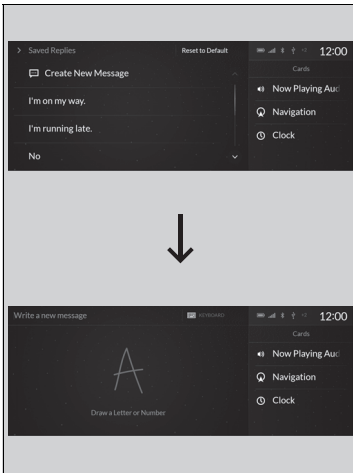 Saved Replies
Reset to Default
12:00
Create New Message
Cards
I'm on my way.
Now Playing Aud
I'm running late.
Navigation
No
Clock
Write a new message
KEYBOARD
12:00
Cards
Now Playing Aud
A
Navigation
Clock
Draw a Letter or Number